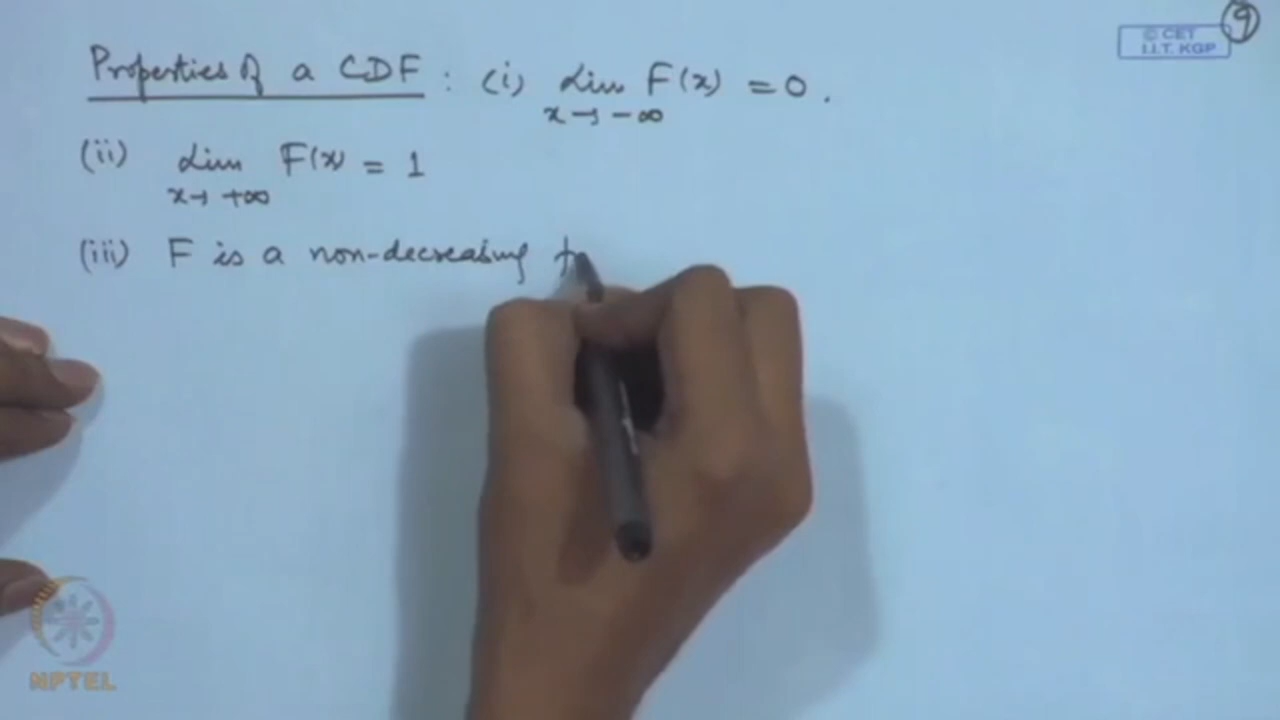 Properties of a CDF : (i) lim F(x) = 0 .
x→ -∞
(ii) lim F(x) = 1
x→ +∞
(iii) F is a non-decreasing
© CET
I.I.T. KGP
9
NPTEL